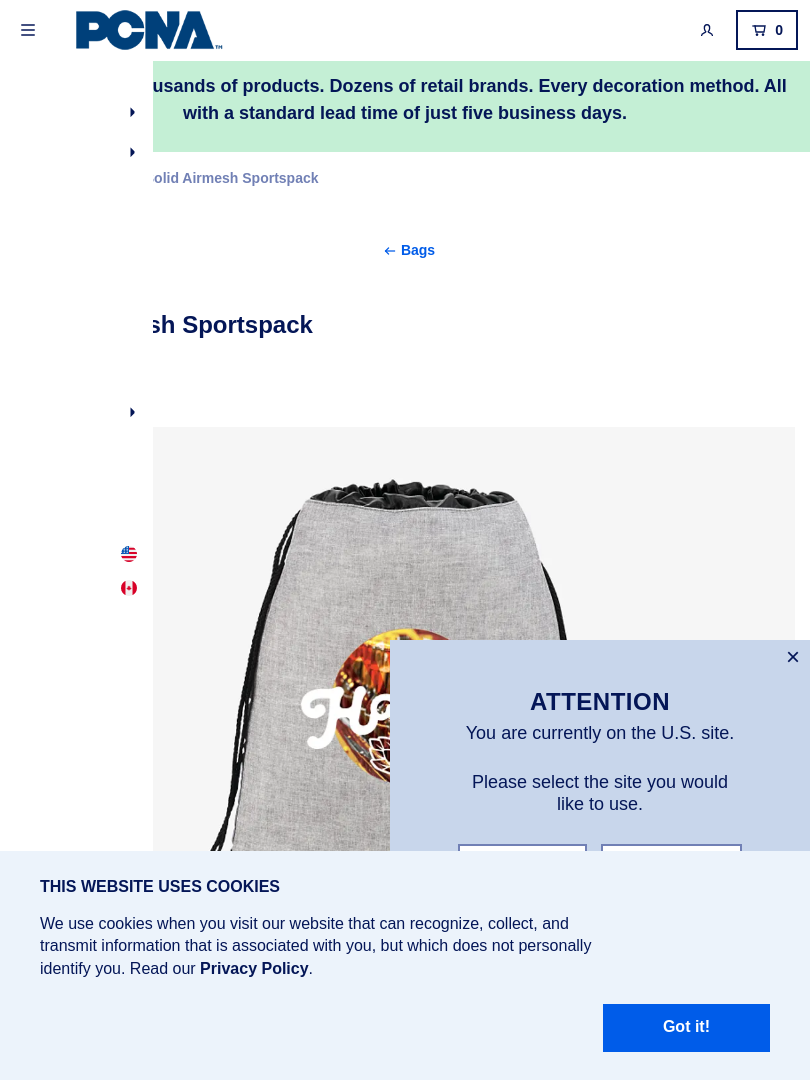 PCNA™
0
usands of products. Dozens of retail brands. Every decoration method. All
with a standard lead time of just five business days.
olid Airmesh Sportspack
← Bags
sh Sportspack
ATTENTION
You are currently on the U.S. site.
Please select the site you would
like to use.
THIS WEBSITE USES COOKIES
We use cookies when you visit our website that can recognize, collect, and
transmit information that is associated with you, but which does not personally
identify you. Read our Privacy Policy.
Got it!